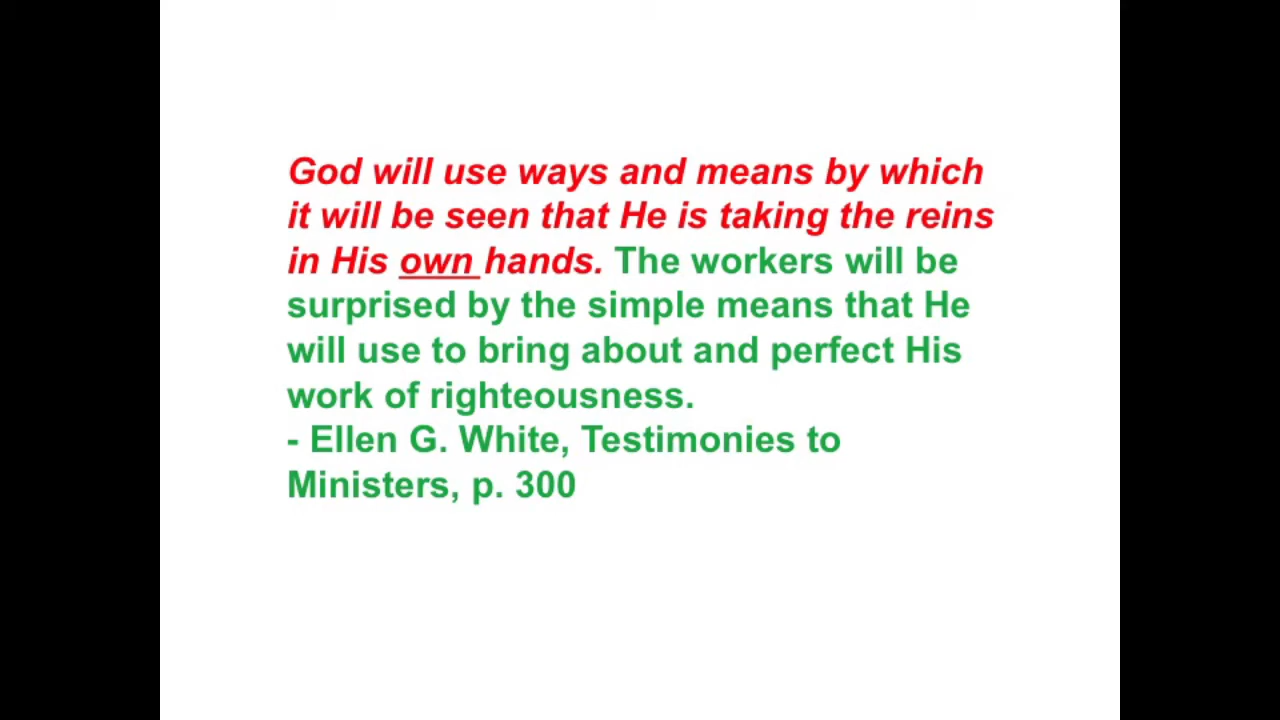 God will use ways and means by which
it will be seen that He is taking the reins
in His own hands. The workers will be
surprised by the simple means that He
will use to bring about and perfect His
work of righteousness.
- Ellen G. White, Testimonies to
Ministers, p. 300